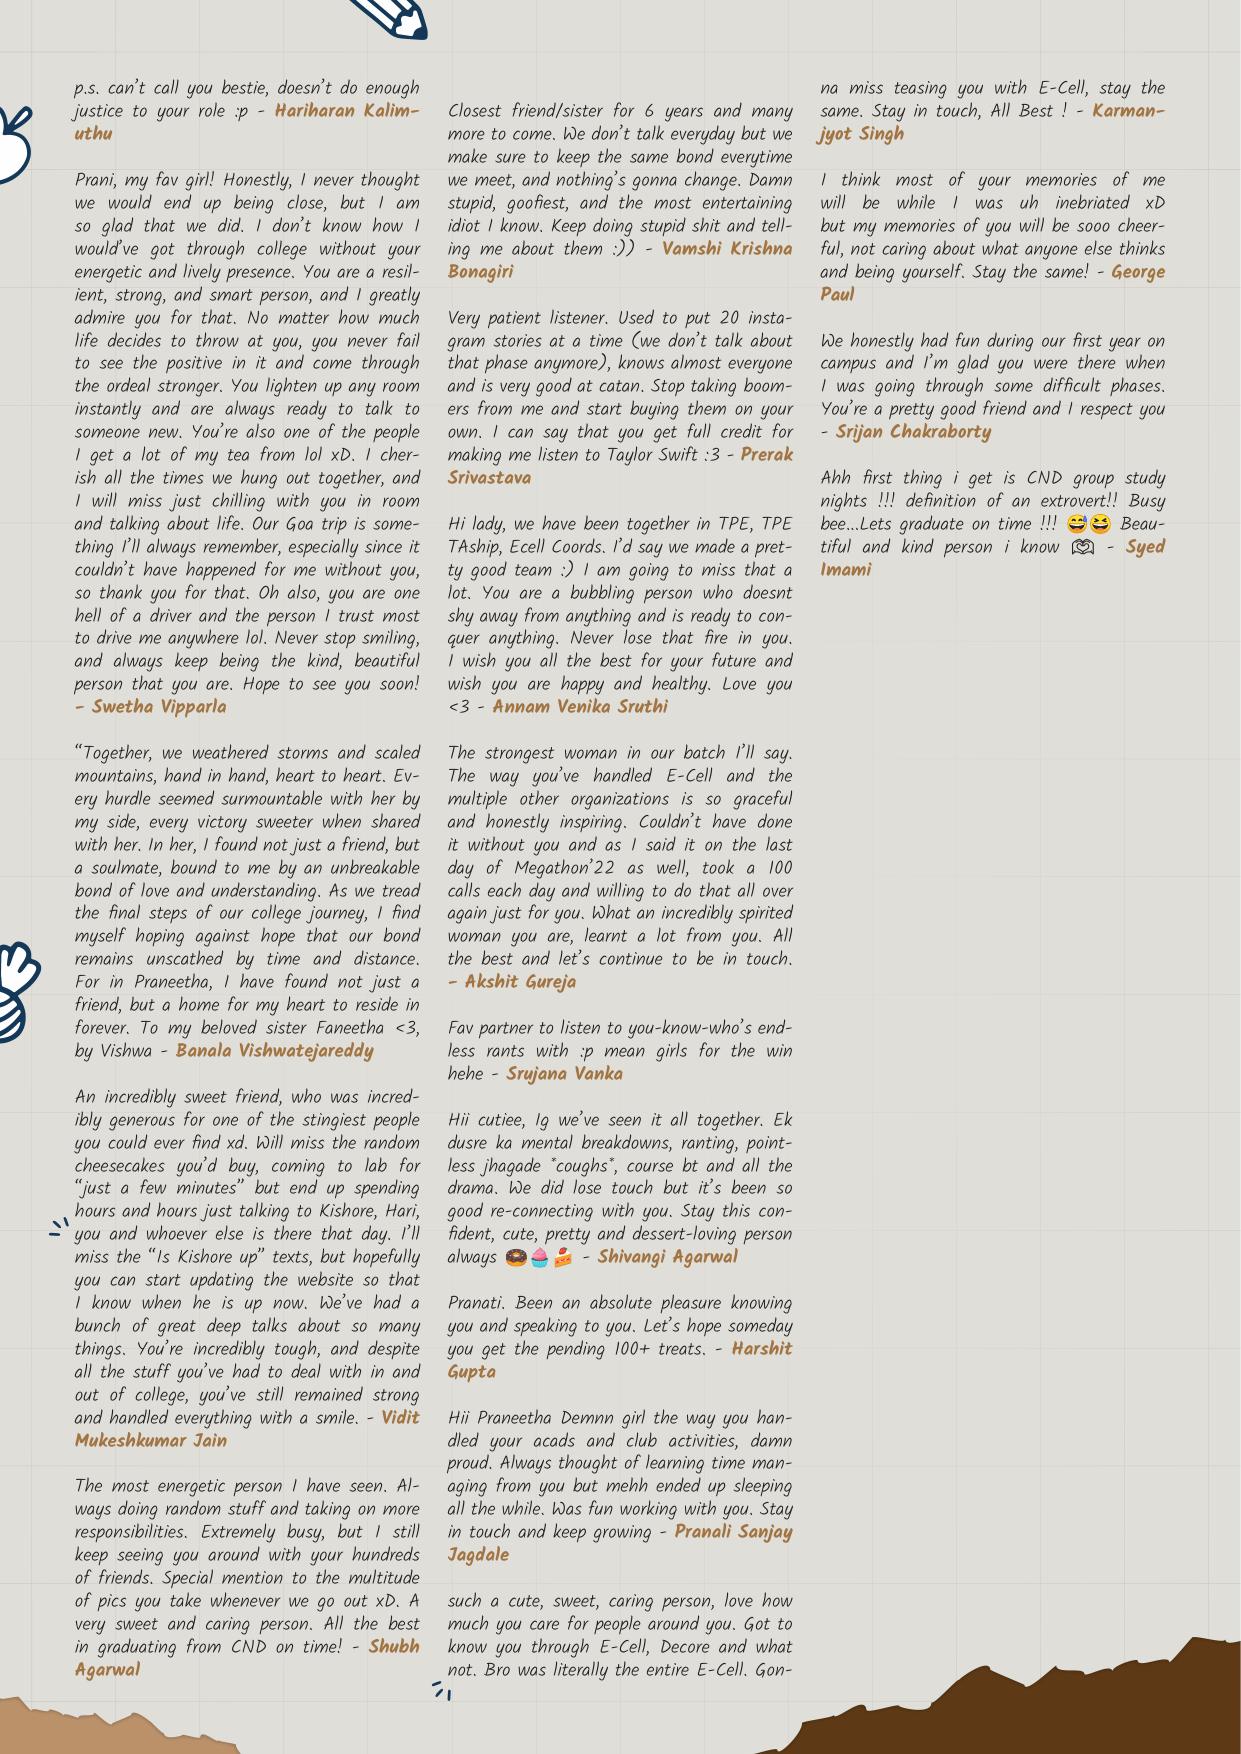 p.s. can't call you bestie, doesn't do enough
justice to your role :p - Hariharan Kalim-
uthu
Prani, my fav girl! Honestly, I never thought
we would end up being close, but I am
so glad that we did. I don't know how I
would've got through college without your
energetic and lively presence. You are a resil-
ient, strong, and smart person, and I greatly
admire you for that. No matter how much
life decides to throw at you, you never fail
to see the positive in it and come through
the ordeal stronger. You lighten up any room
instantly and are always ready to talk to
someone new. You're also one of the people
I get a lot of my tea from lol xD. I cher-
ish all the times we hung out together, and
I will miss just chilling with you in room
and talking about life. Our Goa trip is some-
thing I'll always remember, especially since it
couldn't have happened for me without you,
so thank you for that. Oh also, you are one
hell of a driver and the person I trust most
to drive me anywhere lol. Never stop smiling,
and always keep being the kind, beautiful
person that you are. Hope to see you soon!
- Swetha Vipparla
“Together, we weathered storms and scaled
mountains, hand in hand, heart to heart. Ev-
ery hurdle seemed surmountable with her by
my side, every victory sweeter when shared
with her. In her, I found not just a friend, but
a soulmate, bound to me by an unbreakable
bond of love and understanding. As we tread
the final steps of our college journey, I find
myself hoping against hope that our bond
remains unscathed by time and distance.
For in Praneetha, I have found not just a
friend, but a home for my heart to reside in
forever. To my beloved sister Faneetha <3,
by Vishwa - Banala Vishwatejareddy
An incredibly sweet friend, who was incred-
ibly generous for one of the stingiest people
you could ever find xd. Will miss the random
cheesecakes you'd buy, coming to lab for
“just a few minutes” but end up spending
hours and hours just talking to Kishore, Hari,
you and whoever else is there that day. I'll
miss the “Is Kishore up” texts, but hopefully
you can start updating the website so that
I know when he is up now. We've had a
bunch of great deep talks about so many
things. You're incredibly tough, and despite
all the stuff you've had to deal with in and
out of college, you've still remained strong
and handled everything with a smile. - Vidit
Mukeshkumar Jain
The most energetic person I have seen. Al-
ways doing random stuff and taking on more
responsibilities. Extremely busy, but I still
keep seeing you around with your hundreds
of friends. Special mention to the multitude
of pics you take whenever we go out xD. A
very sweet and caring person. All the best
in graduating from CND on time! - Shubh
Agarwal
Closest friend/sister for 6 years and many
more to come. We don't talk everyday but we
make sure to keep the same bond everytime
we meet, and nothing's gonna change. Damn
stupid, goofiest, and the most entertaining
idiot I know. Keep doing stupid shit and tell-
ing me about them :)) - Vamshi Krishna
Bonagiri
Very patient listener. Used to put 20 insta-
gram stories at a time (we don't talk about
that phase anymore), knows almost everyone
and is very good at catan. Stop taking boom-
ers from me and start buying them on your
own. I can say that you get full credit for
making me listen to Taylor Swift :3 - Prerak
Srivastava
Hi lady, we have been together in TPE, TPE
TAship, Ecell Coords. I'd say we made a pret-
ty good team :) I am going to miss that a
lot. You are a bubbling person who doesnt
shy away from anything and is ready to con-
quer anything. Never lose that fire in you.
I wish you all the best for your future and
wish you are happy and healthy. Love you
<3 - Annam Venika Sruthi
The strongest woman in our batch I'll say.
The way you've handled E-Cell and the
multiple other organizations is so graceful
and honestly inspiring. Couldn't have done
it without you and as I said it on the last
day of Megathon'22 as well, took a 100
calls each day and willing to do that all over
again just for you. What an incredibly spirited
woman you are, learnt a lot from you. All
the best and let's continue to be in touch.
- Akshit Gureja
Fav partner to listen to you-know-who's end-
less rants with :p mean girls for the win
hehe - Srujana Vanka
Hii cutiee, Ig we've seen it all together. Ek
dusre ka mental breakdowns, ranting, point-
less jhagade *coughs*, course bt and all the
drama. We did lose touch but it's been so
good re-connecting with you. Stay this con-
fident, cute, pretty and dessert-loving person
always 🍩🧁🍰 - Shivangi Agarwal
Pranati. Been an absolute pleasure knowing
you and speaking to you. Let's hope someday
you get the pending 100+ treats. - Harshit
Gupta
Hii Praneetha Demnn girl the way you han-
dled your acads and club activities, damn
proud. Always thought of learning time man-
aging from you but mehh ended up sleeping
all the while. Was fun working with you. Stay
in touch and keep growing - Pranali Sanjay
Jagdale
such a cute, sweet, caring person, love how
much you care for people around you. Got to
know you through E-Cell, Decore and what
not. Bro was literally the entire E-Cell. Gon-
na miss teasing you with E-Cell, stay the
same. Stay in touch, All Best ! - Karman-
jyot Singh
I think most of your memories of me
will be while I was uh inebriated xD
but my memories of you will be sooo cheer-
ful, not caring about what anyone else thinks
and being yourself. Stay the same! - George
Paul
We honestly had fun during our first year on
campus and I'm glad you were there when
I was going through some difficult phases.
You're a pretty good friend and I respect you
- Srijan Chakraborty
Ahh first thing i get is CND group study
nights !!! definition of an extrovert!! Busy
bee...Lets graduate on time !!! 😅😆 Beau-
tiful and kind person i know 🫶 - Syed
Imami